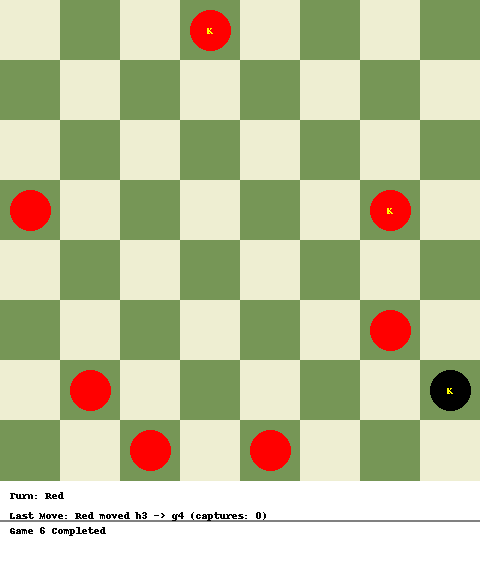 K
K
K
Turn: Red
Last Move: Red moved h3 -> g4 (captures: 0)
Game 6 Completed